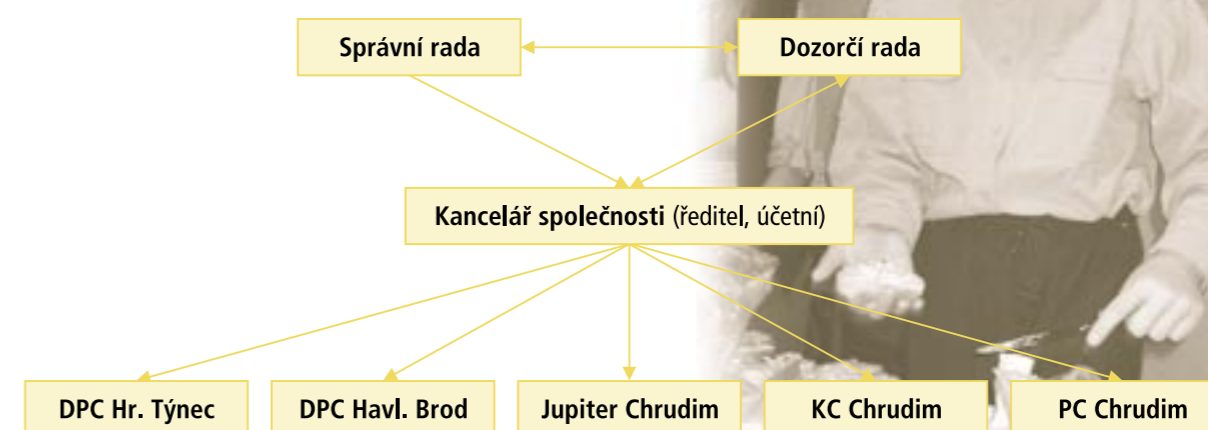 Správní rada
Dozorčí rada
Kancelář společnosti (ředitel, účetní)
DPC Hr. Týnec
DPC Havl. Brod
Jupiter Chrudim
KC Chrudim
PC Chrudim